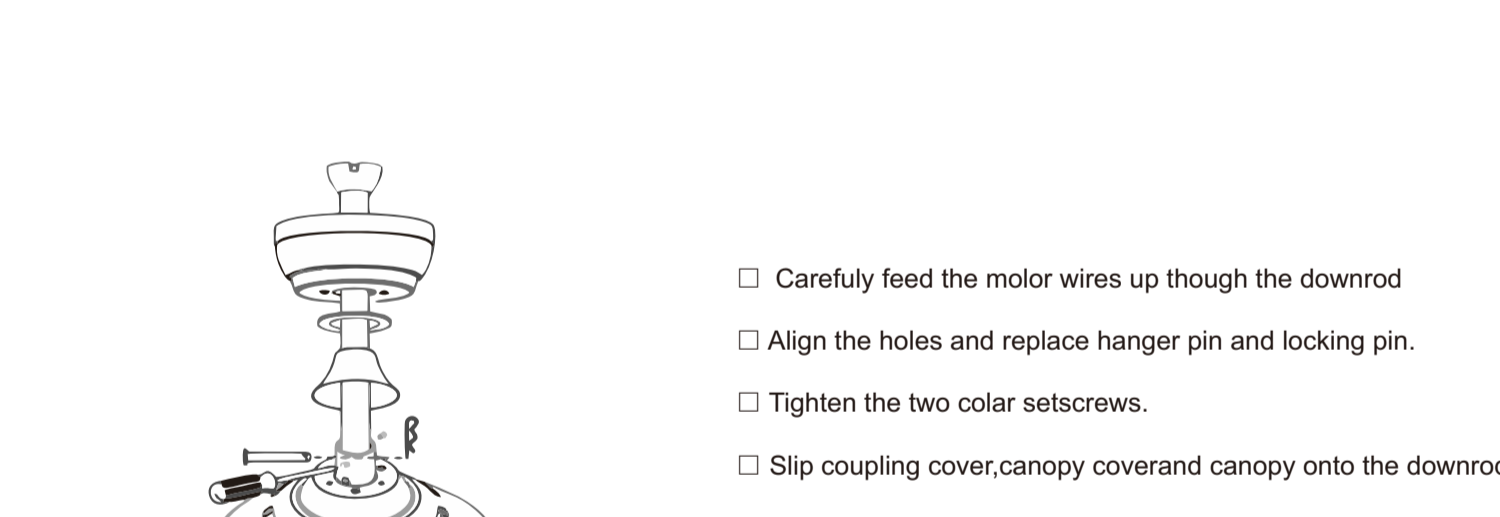 ☐ Carefuly feed the molor wires up though the downrod
☐ Align the holes and replace hanger pin and locking pin.
☐ Tighten the two colar setscrews.
☐ Slip coupling cover,canopy coverand canopy onto the